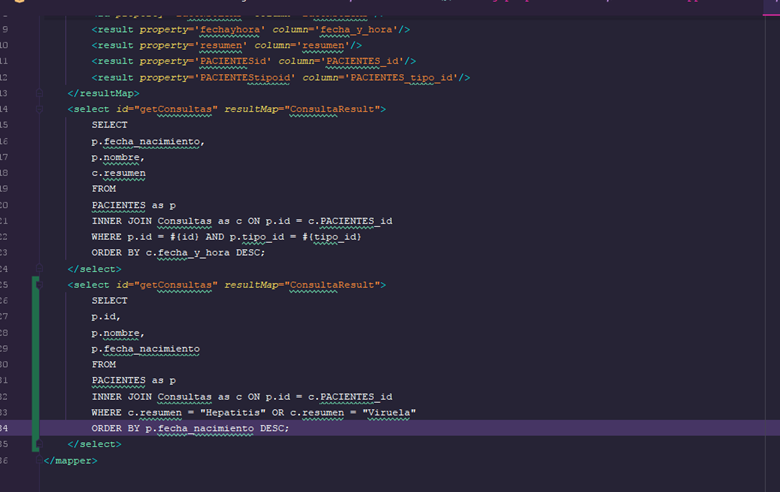 9 <result property='fechayhora' column='fecha_y_hora'/>
10 <result property='resumen' column='resumen'/>
11 <result property='PACIENTESid' column='PACIENTES_id'/>
12 <result property='PACIENTEStipoid' column='PACIENTES_tipo_id'/>
13 </resultMap>
14 <select id="getConsultas" resultMap="ConsultaResult">
15 SELECT
16 p.fecha_nacimiento,
17 p.nombre,
18 c.resumen
19 FROM
20 PACIENTES as p
21 INNER JOIN Consultas as c ON p.id = c.PACIENTES_id
22 WHERE p.id = #{id} AND p.tipo_id = #{tipo_id}
23 ORDER BY c.fecha_y_hora DESC;
24 </select>
25 <select id="getConsultas" resultMap="ConsultaResult">
26 SELECT
27 p.id,
28 p.nombre,
29 p.fecha_nacimiento
30 FROM
31 PACIENTES as p
32 INNER JOIN Consultas as c ON p.id = c.PACIENTES_id
33 WHERE c.resumen = "Hepatitis" OR c.resumen = "Viruela"
34 ORDER BY p.fecha_nacimiento DESC;
35 </select>
36 </mapper>